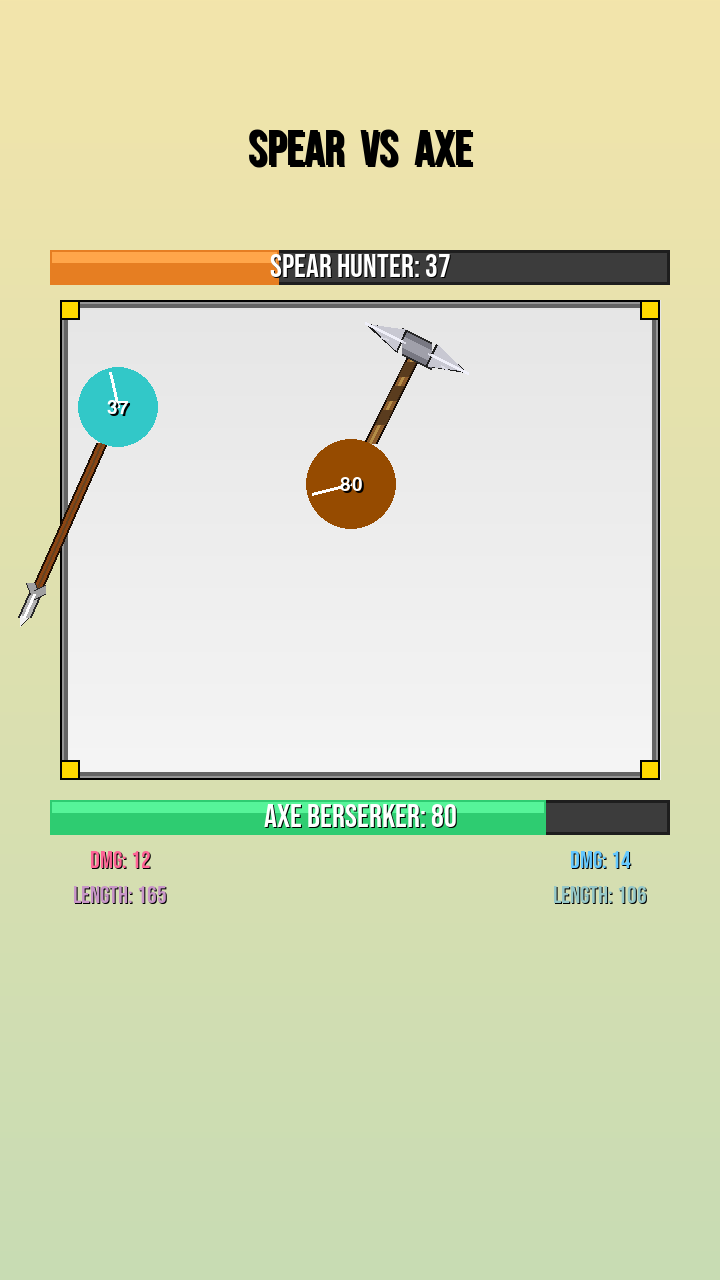 SPEAR VS AXE
SPEAR HUNTER: 37
37
80
AXE BERSERKER: 80
DMG: 12
DMG: 14
LENGTH: 165
LENGTH: 106